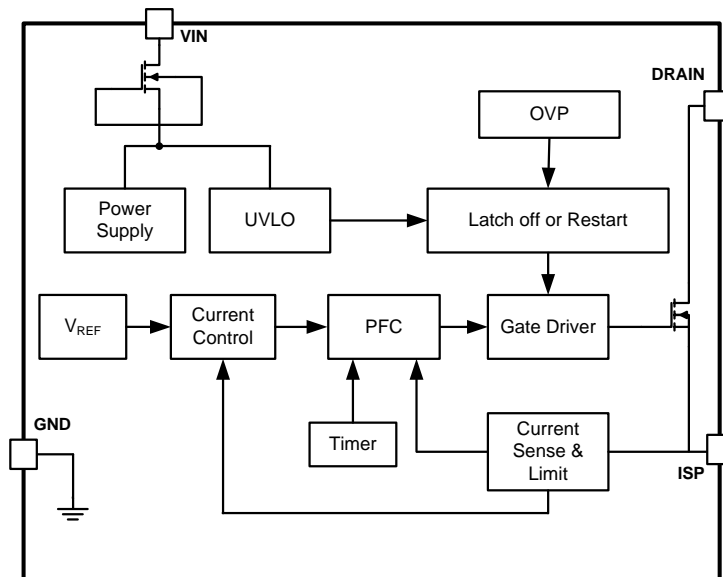 VIN
DRAIN
OVP
Power
Supply
UVLO
Latch off or Restart
VREF
Current
Control
PFC
Gate Driver
GND
Timer
Current
Sense &
Limit
ISP